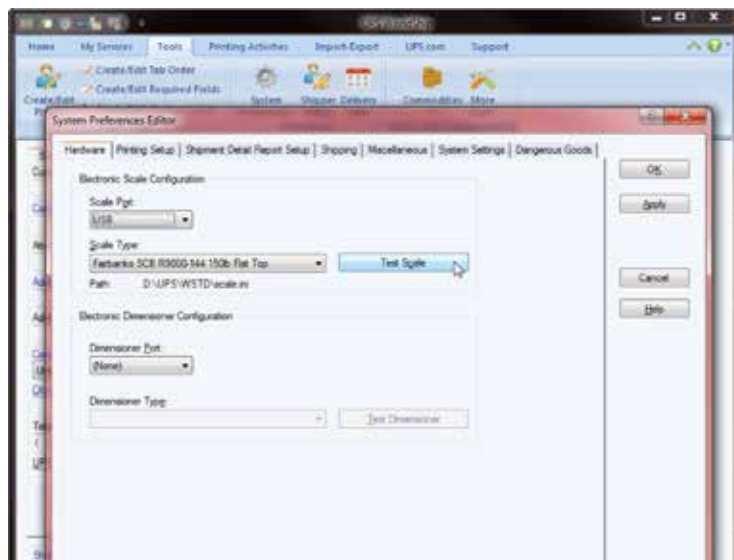 Home My Services Tools Printing Activities Import-Export UPS.com Support
Create/Edit Tab Order
Create/Edit Required Fields
Create/Edit System Shipper Delivery Commodities More
System Preferences Editor
Hardware Printing Setup Shipment Detail Report Setup Shipping Miscellaneous System Settings Dangerous Goods
OK
Electronic Scale Configuration
Scale Port:
Apply
USB
Scale Type:
Fairbanks SCB R9000-144 150lb Flat Top Test Scale
Path: D:\UPS\WSTD\scale.ini
Cancel
Help
Electronic Dimensioner Configuration
Dimensioner Port:
(None)
Dimensioner Type:
Test Dimensioner